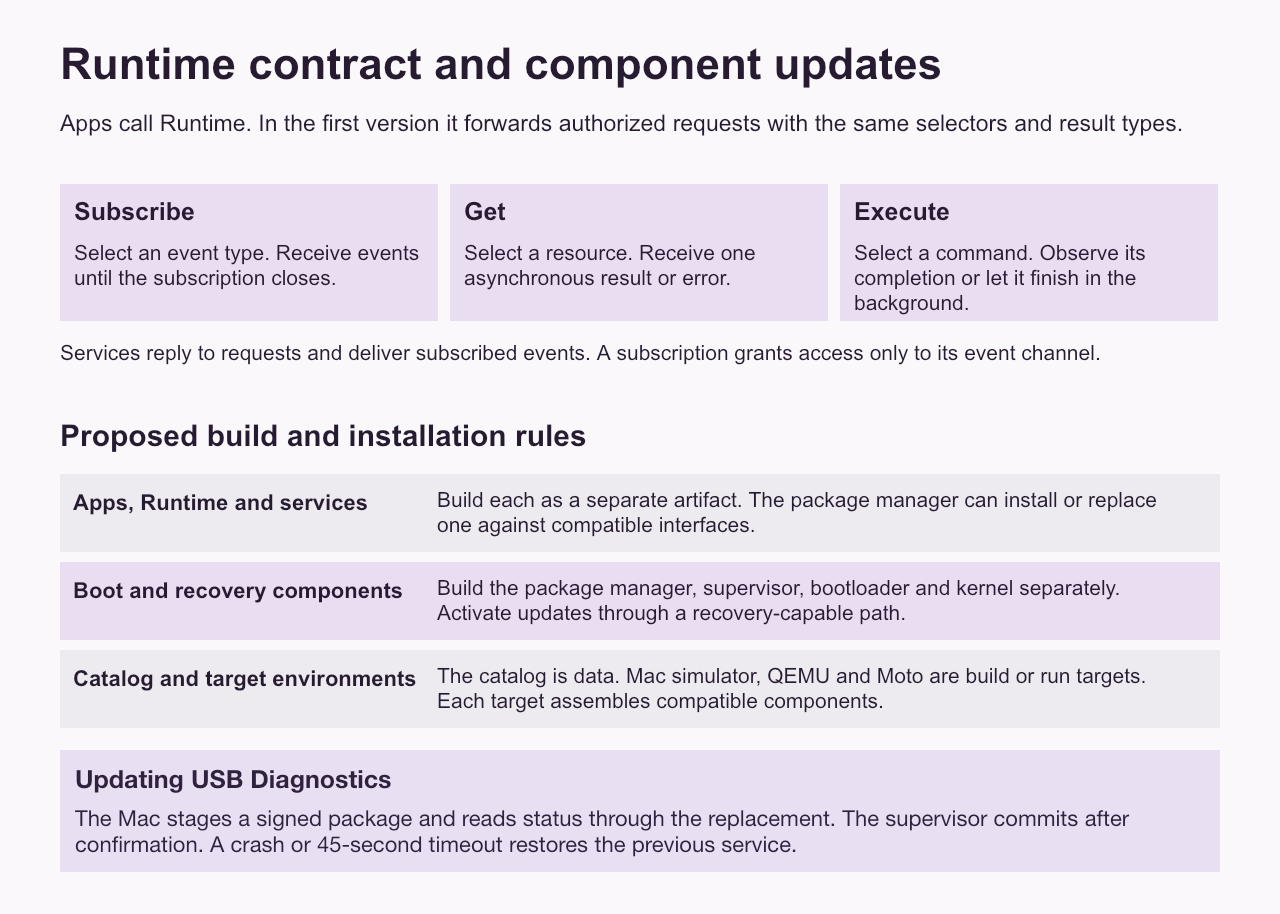 Runtime contract and component updates
Apps call Runtime. In the first version it forwards authorized requests with the same selectors and result types.
Subscribe
Select an event type. Receive events
until the subscription closes.
Get
Select a resource. Receive one
asynchronous result or error.
Execute
Select a command. Observe its
completion or let it finish in the
background.
Services reply to requests and deliver subscribed events. A subscription grants access only to its event channel.
Proposed build and installation rules
Apps, Runtime and services
Build each as a separate artifact. The package manager can install or replace
one against compatible interfaces.
Boot and recovery components
Build the package manager, supervisor, bootloader and kernel separately.
Activate updates through a recovery-capable path.
Catalog and target environments
The catalog is data. Mac simulator, QEMU and Moto are build or run targets.
Each target assembles compatible components.
Updating USB Diagnostics
The Mac stages a signed package and reads status through the replacement. The supervisor commits after
confirmation. A crash or 45-second timeout restores the previous service.